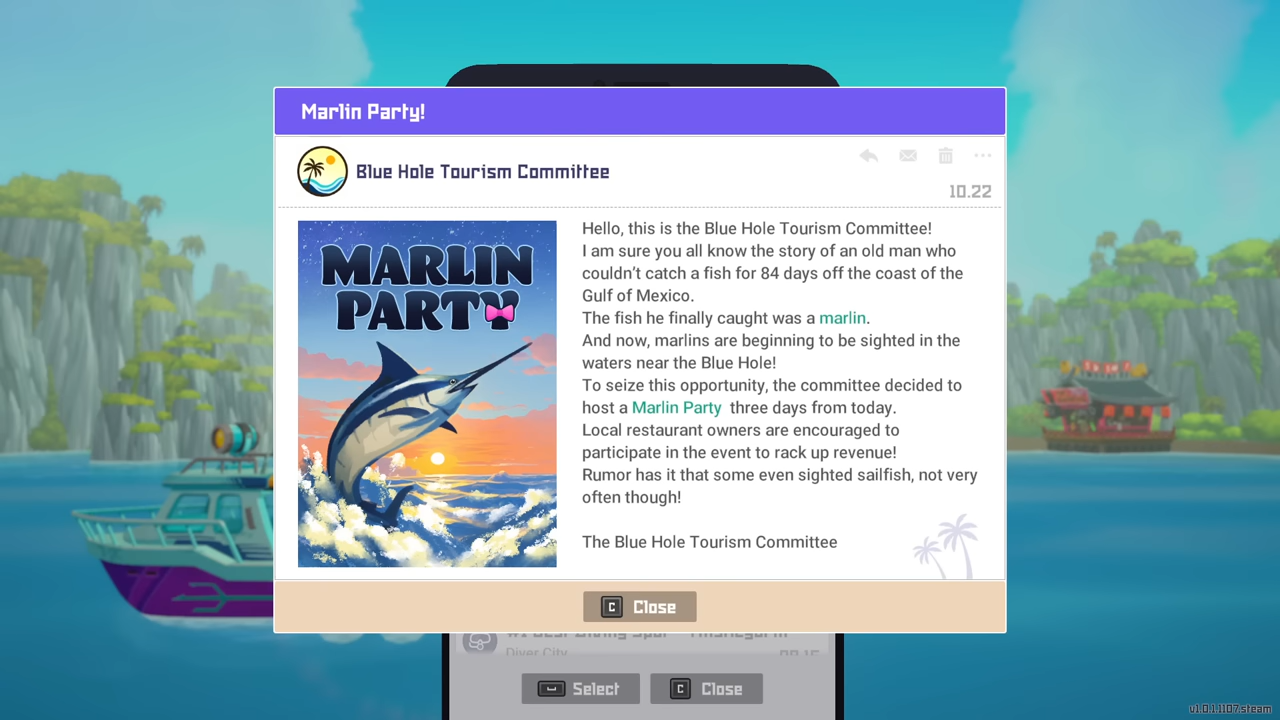 Marlin Party!
Blue Hole Tourism Committee
10.22
MARLIN
PARTY
Hello, this is the Blue Hole Tourism Committee!
I am sure you all know the story of an old man who
couldn't catch a fish for 84 days off the coast of the
Gulf of Mexico.
The fish he finally caught was a marlin.
And now, marlins are beginning to be sighted in the
waters near the Blue Hole!
To seize this opportunity, the committee decided to
host a Marlin Party three days from today.
Local restaurant owners are encouraged to
participate in the event to rack up revenue!
Rumor has it that some even sighted sailfish, not very
often though!
The Blue Hole Tourism Committee
C Close
Diver City
Select
C Close
v1.0.1.1107.steam